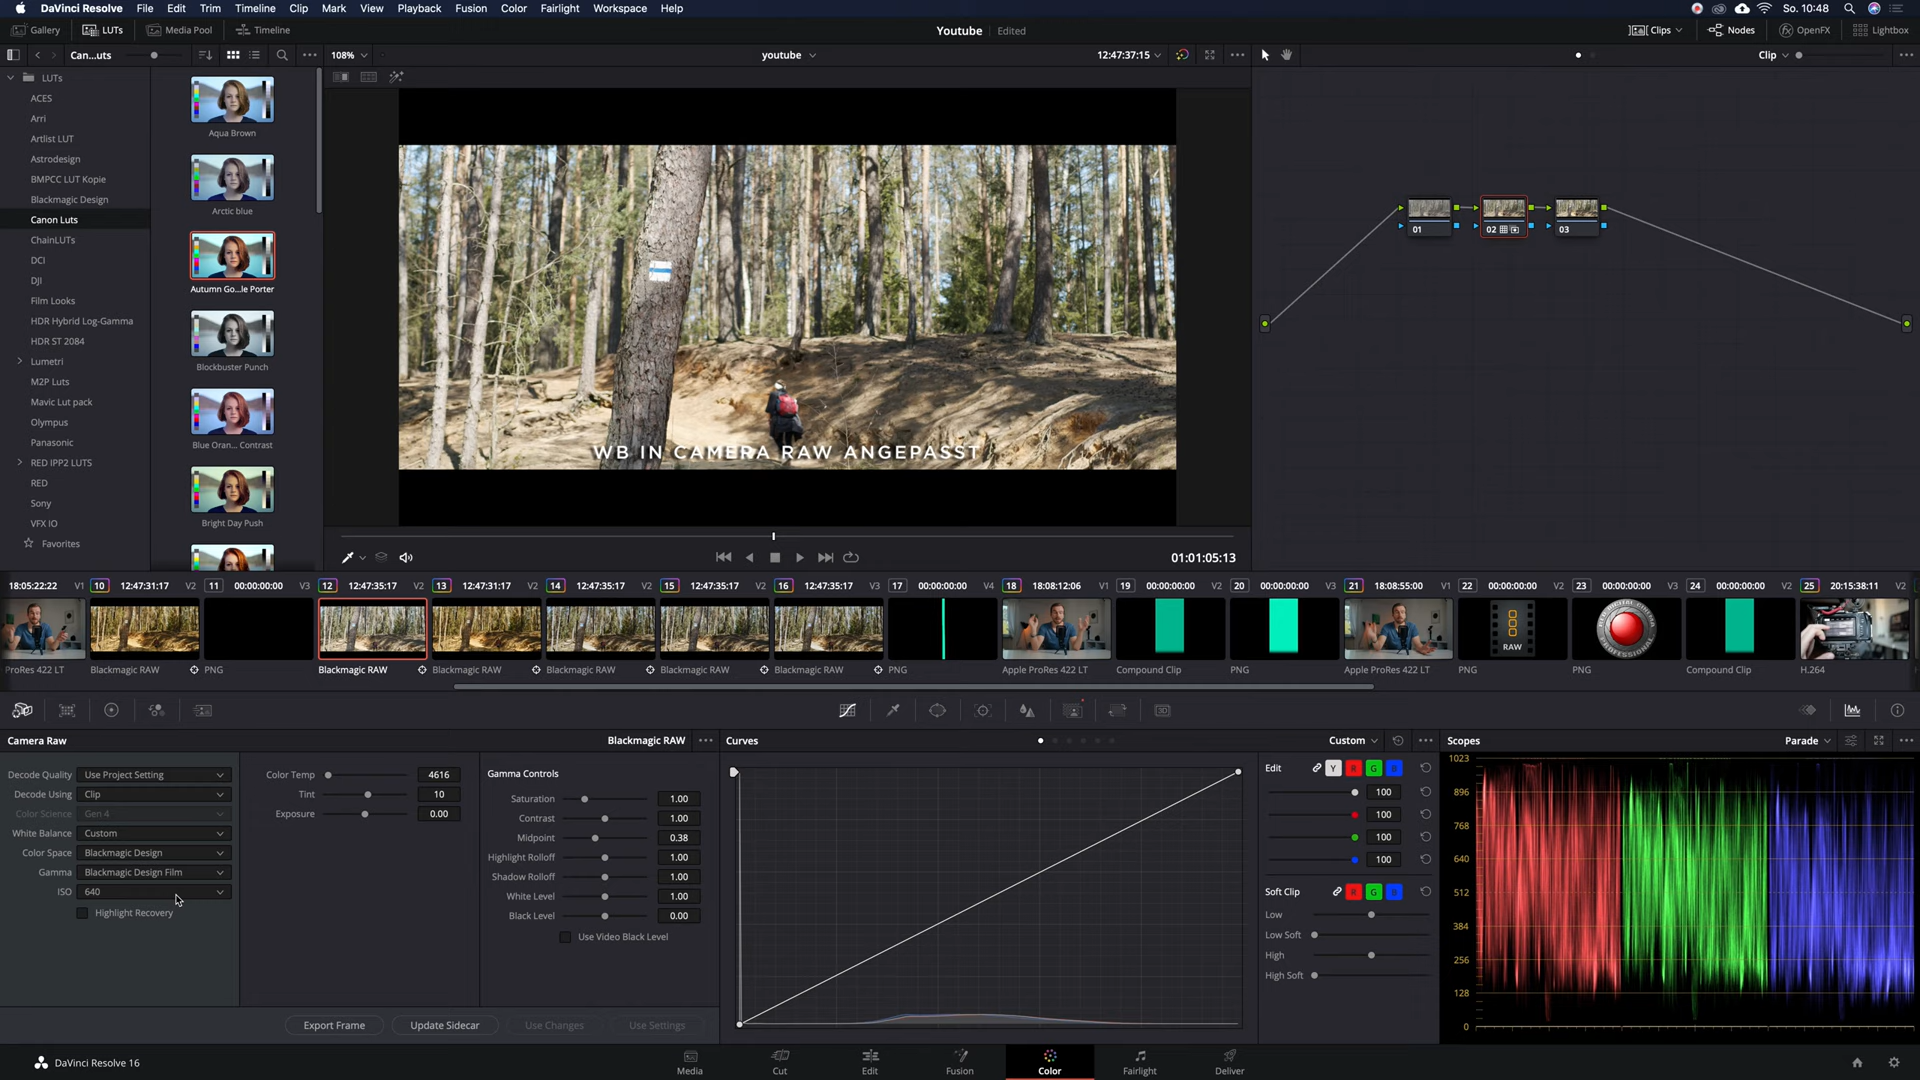 DaVinci Resolve File Edit Trim Timeline Clip Mark View Playback Fusion Color Fairlight Workspace Help So. 10:48
Gallery LUTs Media Pool Timeline Youtube Edited Clips Nodes OpenFX Lightbox
Can...uts 108% youtube 12:47:37:15 Clip
LUTs
ACES
Arri
Artlist LUT
Astrodesign
BMPCC LUT Kopie
Blackmagic Design
Canon Luts
ChainLUTs
DCI
DJI
Film Looks
HDR Hybrid Log-Gamma
HDR ST 2084
Lumetri
M2P Luts
Mavic Lut pack
Olympus
Panasonic
RED IPP2 LUTS
RED
Sony
VFX IO
Favorites
Aqua Brown
Arctic blue
Autumn Go...le Porter
Blockbuster Punch
Blue Oran... Contrast
Bright Day Push
WB IN CAMERA RAW ANGEPASST
01 02 03
01:01:05:13
18:05:22:22 V1 10 12:47:31:17 V2 11 00:00:00:00 V3 12 12:47:35:17 V2 13 12:47:31:17 V2 14 12:47:35:17 V2 15 12:47:35:17 V2 16 12:47:35:17 V3 17 00:00:00:00 V4 18 18:08:12:06 V1 19 00:00:00:00 V2 20 00:00:00:00 V3 21 18:08:55:00 V1 22 00:00:00:00 V2 23 00:00:00:00 V3 24 00:00:00:00 V2 25 20:15:38:11 V2
RAW
ProRes 422 LT Blackmagic RAW PNG Blackmagic RAW Blackmagic RAW Blackmagic RAW Blackmagic RAW Blackmagic RAW PNG Apple ProRes 422 LT Compound Clip PNG Apple ProRes 422 LT PNG PNG Compound Clip H.264
Camera Raw Blackmagic RAW
Decode Quality Use Project Setting
Decode Using Clip
Color Science Gen 4
White Balance Custom
Color Space Blackmagic Design
Gamma Blackmagic Design Film
ISO 640
Highlight Recovery
Color Temp 4616
Tint 10
Exposure 0.00
Gamma Controls
Saturation 1.00
Contrast 1.00
Midpoint 0.38
Highlight Rolloff 1.00
Shadow Rolloff 1.00
White Level 1.00
Black Level 0.00
Use Video Black Level
Export Frame Update Sidecar Use Changes Use Settings
Curves Custom
Edit Y R G B
100
100
100
100
Soft Clip R G B
Low
Low Soft
High
High Soft
Scopes Parade
1023
896
768
640
512
384
256
128
0
DaVinci Resolve 16 Media Cut Edit Fusion Color Fairlight Deliver